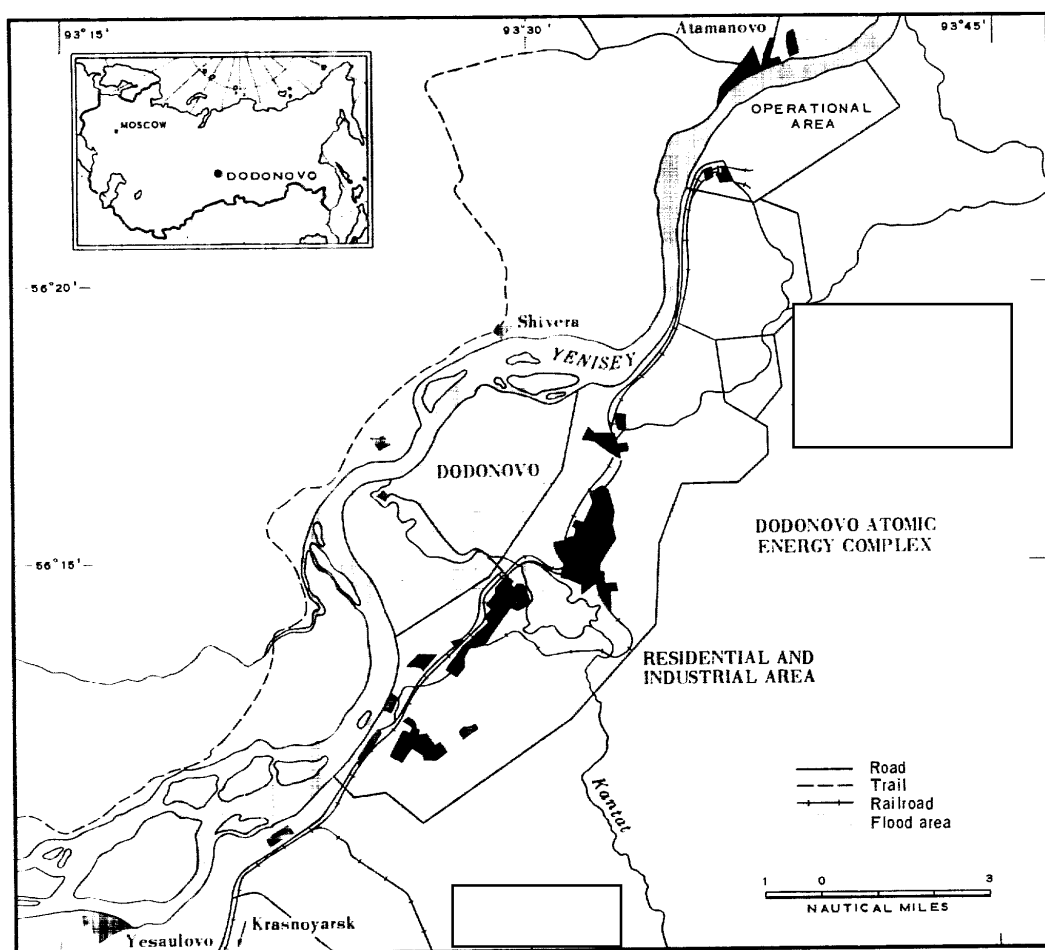 93°15'
93°30'
93°45'
Atamanovo
OPERATIONAL
AREA
MOSCOW
DODONOVO
56°20'
Shivera
YENISEY
DODONOVO
DODONOVO ATOMIC
ENERGY COMPLEX
56°15'
RESIDENTIAL AND
INDUSTRIAL AREA
Kantat
Road
Trail
Railroad
Flood area
1 0 3
NAUTICAL MILES
Krasnoyarsk
Yesaulovo